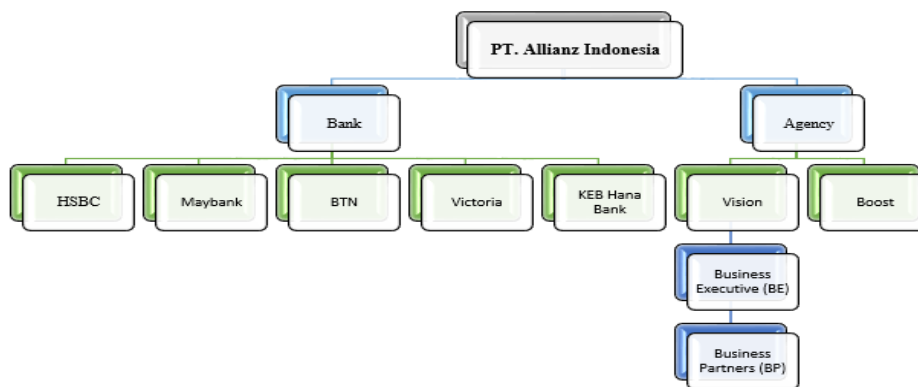 PT. Allianz Indonesia
Bank
Agency
HSBC
Maybank
BTN
Victoria
KEB Hana
Bank
Vision
Boost
Business
Executive (BE)
Business
Partners (BP)